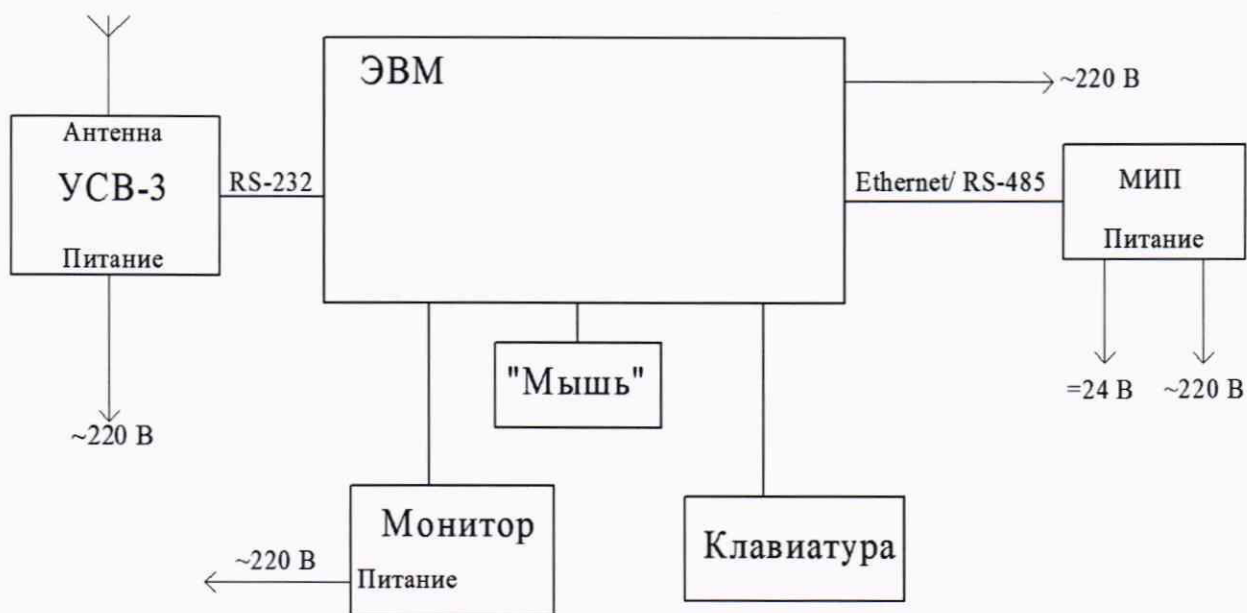 ЭВМ
~220 В
Антенна
УСВ-3
Питание
RS-232
Ethernet/ RS-485
МИП
Питание
"Мышь"
=24 В
~220 В
~220 В
Монитор
Питание
~220 В
Клавиатура